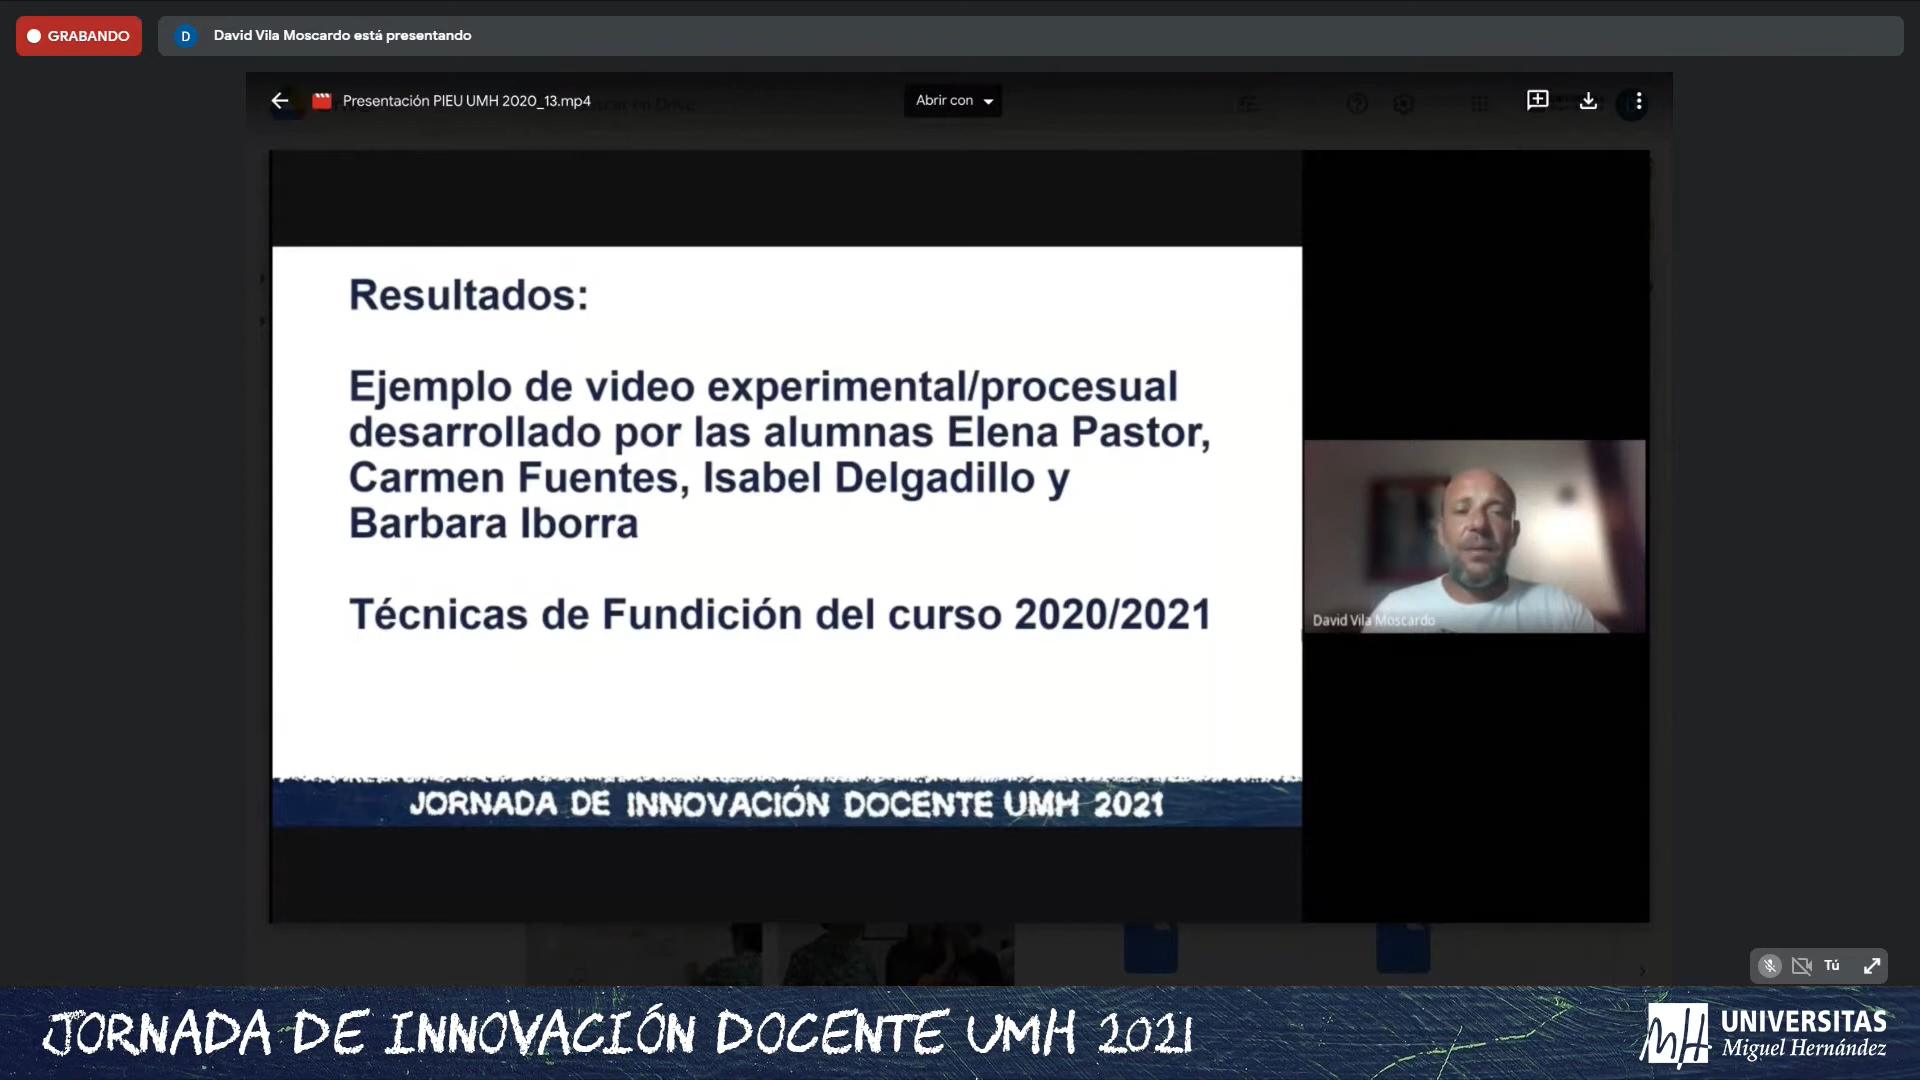 GRABANDO
D
David Vila Moscardo está presentando
Presentación PIEU UMH 2020_13.mp4
Abrir con
Resultados:
Ejemplo de video experimental/procesual
desarrollado por las alumnas Elena Pastor,
Carmen Fuentes, Isabel Delgadillo y
Barbara Iborra
Técnicas de Fundición del curso 2020/2021
David Vila Moscardo
JORNADA DE INNOVACIÓN DOCENTE UMH 2021
Tú
JORNADA DE INNOVACIÓN DOCENTE UMH 2021
UNIVERSITAS
Miguel Hernández